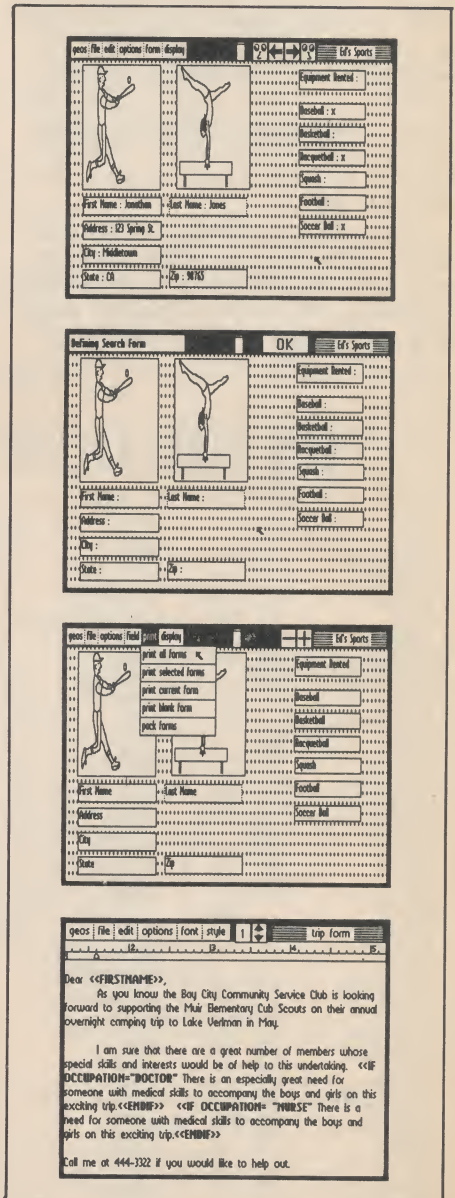 geos file edit options form display Ed's Sports
Equipment Rented :
Baseball : x
Basketball :
Racquetball : x
Squash :
First Name : Jonathan Last Name : Jones Football :
Address : 123 Spring St. Soccer Ball : x
City : Middletown
State : CA Zip : 98765
Defining Search Form OK Ed's Sports
Equipment Rented :
Baseball :
Basketball :
Racquetball :
Squash :
First Name : Last Name : Football :
Address : Soccer Ball :
City :
State : Zip :
geos file options field print display Ed's Sports
print all forms
print selected forms Equipment Rented
print current form
print blank form Baseball
pack forms Basketball
Racquetball
Squash
First Name Last Name Football
Address Soccer Ball
City
State Zip
geos file edit options font style 1 trip form
12 13 14 15
Dear <<FIRSTNAME>>,
As you know the Bay City Community Service Club is looking
forward to supporting the Muir Elementary Cub Scouts on their annual
overnight camping trip to Lake Verlman in May.
I am sure that there are a great number of members whose
special skills and interests would be of help to this undertaking. <<IF
OCCUPATION="DOCTOR" There is an especially great need for
someone with medical skills to accompany the boys and girls on this
exciting trip.<<ENDIF>> <<IF OCCUPATION= "NURSE" There is a
need for someone with medical skills to accompany the boys and
girls on this exciting trip.<<ENDIF>>
Call me at 444-3322 if you would like to help out.